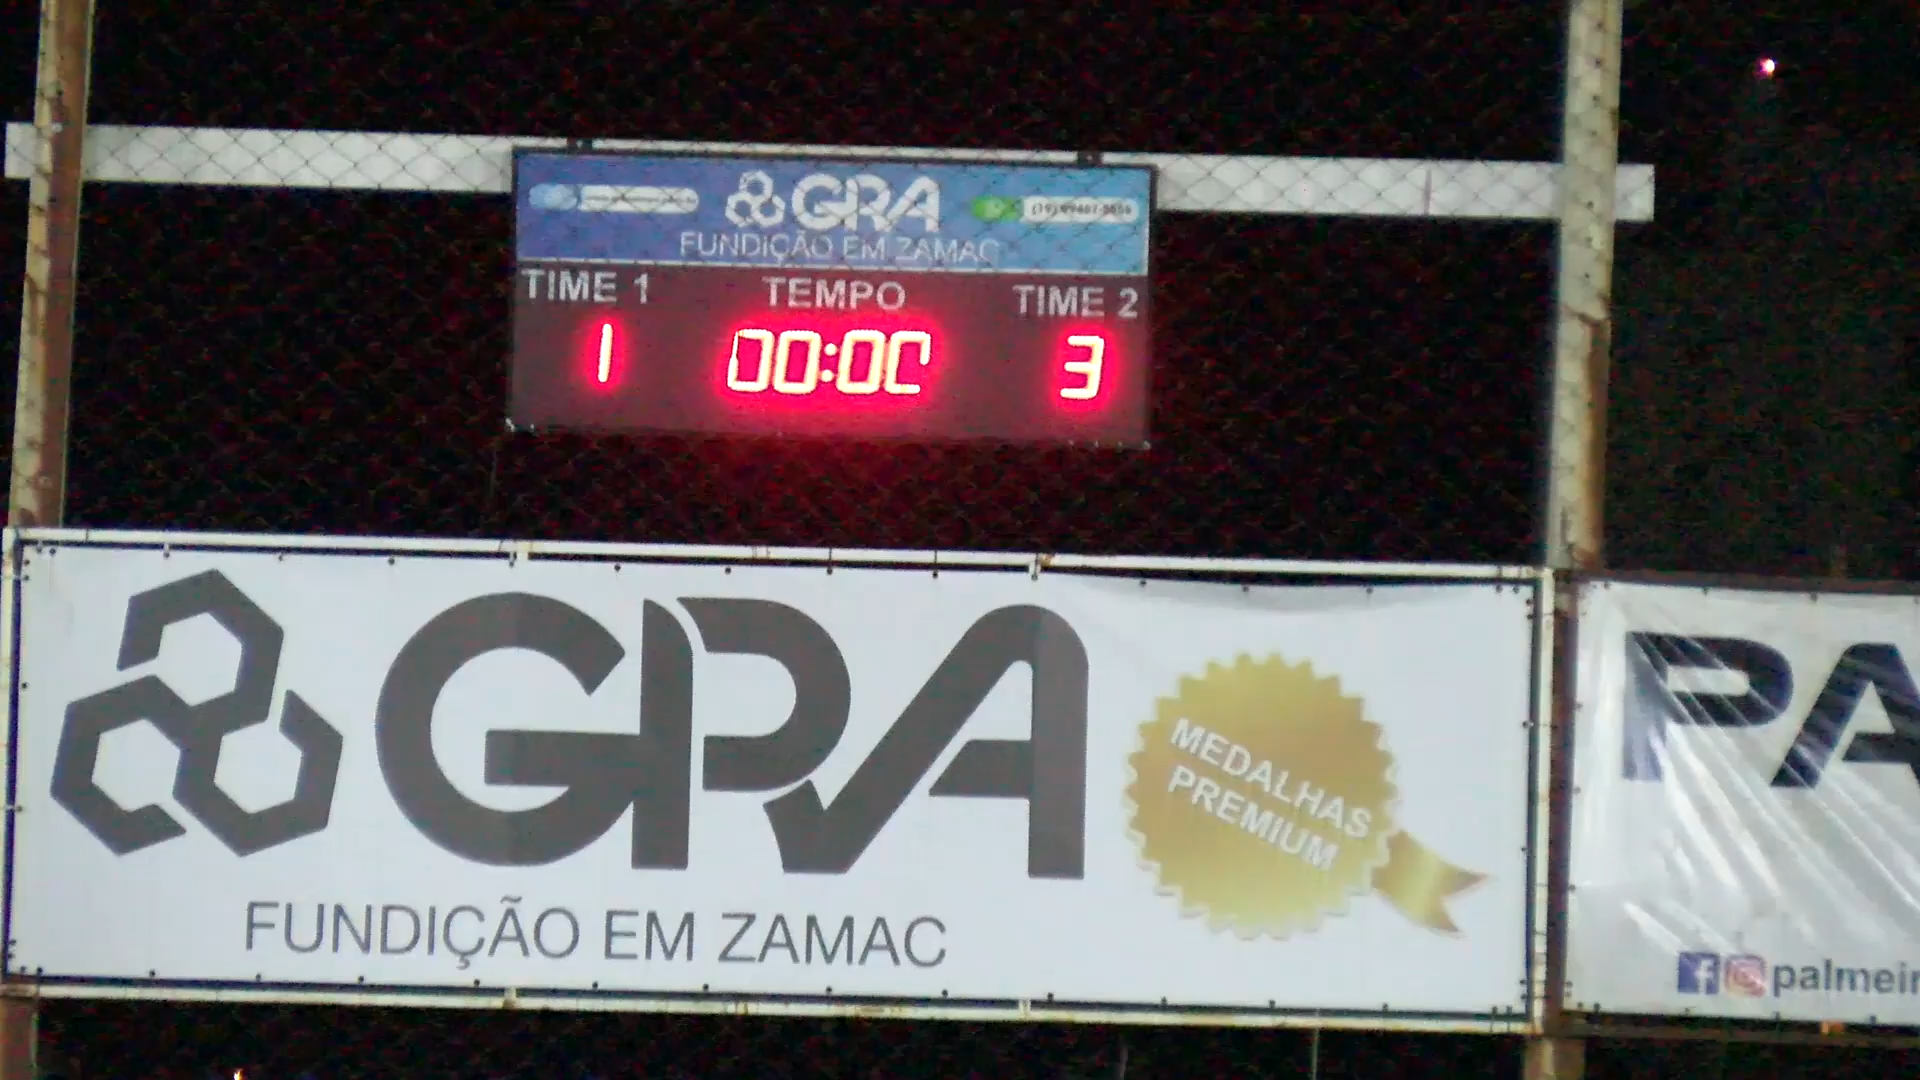 GRA
FUNDIÇÃO EM ZAMAC
TIME 1 TEMPO TIME 2
1 00:00 3
GRA
MEDALHAS
PREMIUM
FUNDIÇÃO EM ZAMAC
PA
palmeir